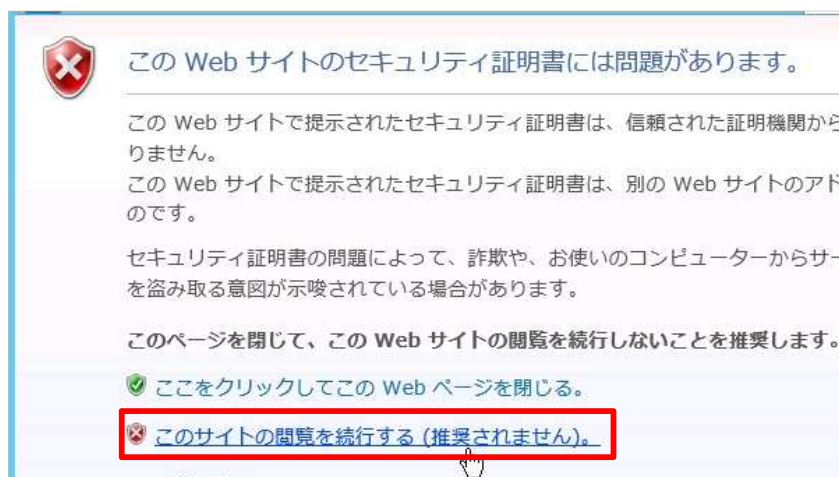 この Web サイトのセキュリティ証明書には問題があります。
この Web サイトで提示されたセキュリティ証明書は、信頼された証明機関から
りません。
この Web サイトで提示されたセキュリティ証明書は、別の Web サイトのアド
のです。
セキュリティ証明書の問題によって、詐欺や、お使いのコンピューターからサー
を盗み取る意図が示唆されている場合があります。
このページを閉じて、この Web サイトの閲覧を続行しないことを推奨します。
ここをクリックしてこの Web ページを閉じる。
このサイトの閲覧を続行する (推奨されません)。